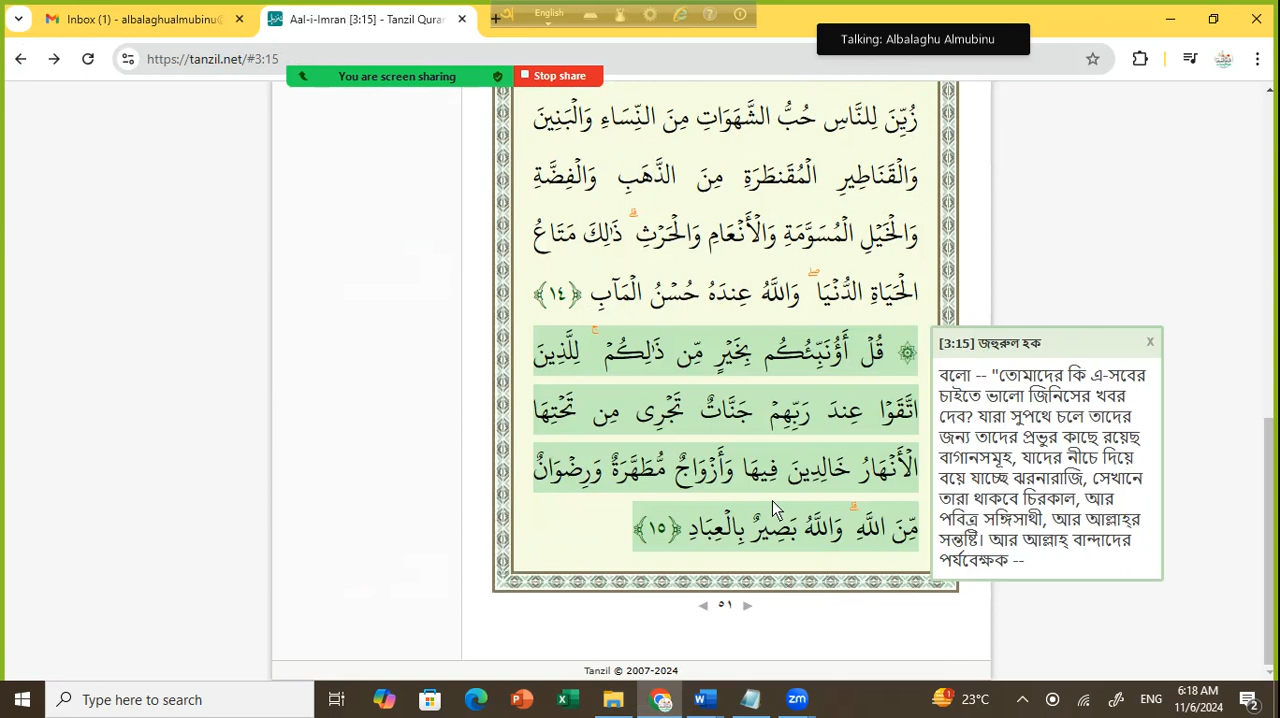 Inbox (1) - albalaghualmubinu@
Aal-i-Imran [3:15] - Tanzil Quran
English
Talking: Albalaghu Almubinu
https://tanzil.net/#3:15
You are screen sharing
Stop share
زُيِّنَ لِلنَّاسِ حُبُّ الشَّهَوَاتِ مِنَ النِّسَاءِ وَالْبَنِينَ
وَالْقَنَاطِيرِ الْمُقَنطَرَةِ مِنَ الذَّهَبِ وَالْفِضَّةِ
وَالْخَيْلِ الْمُسَوَّمَةِ وَالْأَنْعَامِ وَالْحَرْثِ ۗ ذَٰلِكَ مَتَاعُ
الْحَيَاةِ الدُّنْيَا ۖ وَاللَّهُ عِندَهُ حُسْنُ الْمَآبِ ﴿١٤﴾
۞ قُلْ أَؤُنَبِّئُكُم بِخَيْرٍ مِّن ذَٰلِكُمْ ۚ لِلَّذِينَ
اتَّقَوْا عِندَ رَبِّهِمْ جَنَّاتٌ تَجْرِي مِن تَحْتِهَا
الْأَنْهَارُ خَالِدِينَ فِيهَا وَأَزْوَاجٌ مُّطَهَّرَةٌ وَرِضْوَانٌ
مِّنَ اللَّهِ ۗ وَاللَّهُ بَصِيرٌ بِالْعِبَادِ ﴿١٥﴾
[3:15] জহুরুল হক
X
বলো -- "তোমাদের কি এ-সবের
চাইতে ভালো জিনিসের খবর
দেব? যারা সুপথে চলে তাদের
জন্য তাদের প্রভুর কাছে রয়েছ
বাগানসমূহ, যাদের নীচে দিয়ে
বয়ে যাচ্ছে ঝরনারাজি, সেখানে
তারা থাকবে চিরকাল, আর
পবিত্র সঙ্গিসাথী, আর আল্লাহ্‌র
সন্তষ্টি। আর আল্লাহ্ বান্দাদের
পর্যবেক্ষক --
٥١
Tanzil © 2007-2024
Type here to search
23°C
ENG
6:18 AM
11/6/2024
2